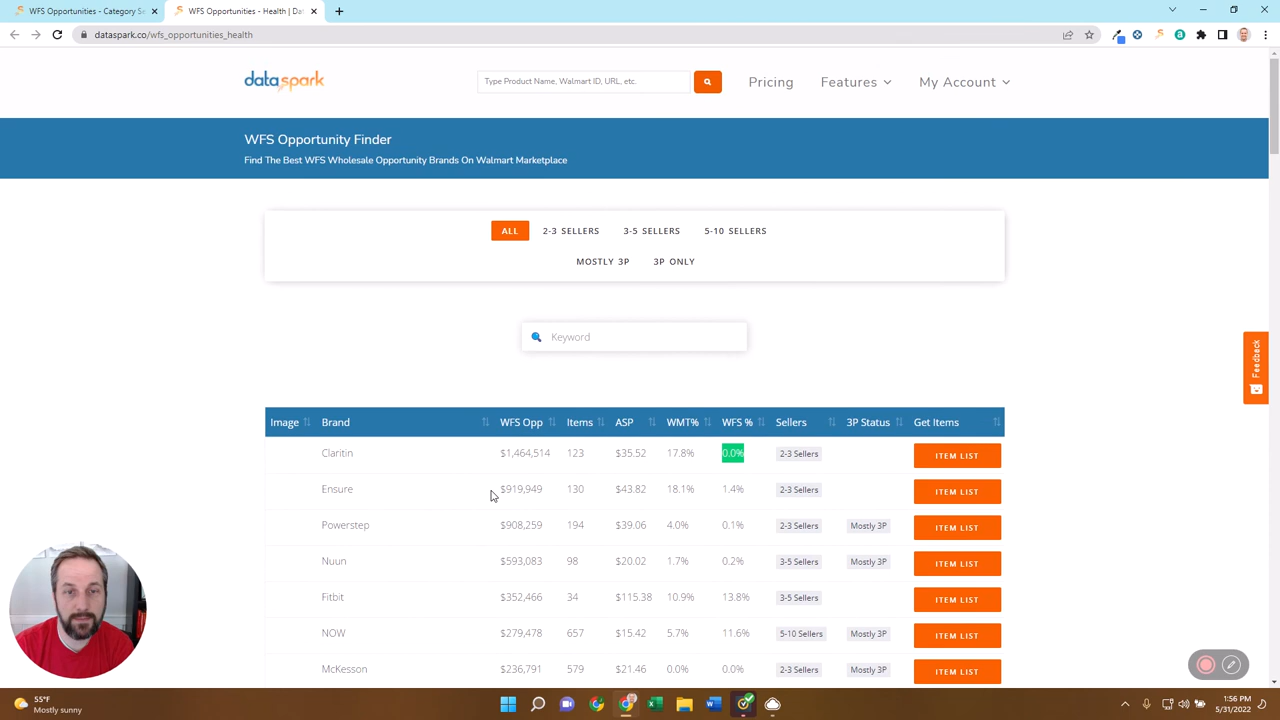 WFS Opportunities - Category Se
WFS Opportunities - Health | Dat
dataspark.co/wfs_opportunities_health
dataspark
Type Product Name, Walmart ID, URL, etc.
Pricing
Features
My Account
WFS Opportunity Finder
Find The Best WFS Wholesale Opportunity Brands On Walmart Marketplace
ALL 2-3 SELLERS 3-5 SELLERS 5-10 SELLERS
MOSTLY 3P 3P ONLY
Keyword
Feedback
Image Brand WFS Opp Items ASP WMT% WFS % Sellers 3P Status Get Items
Claritin $1,464,514 123 $35.52 17.8% 0.0% 2-3 Sellers ITEM LIST
Ensure $919,949 130 $43.82 18.1% 1.4% 2-3 Sellers ITEM LIST
Powerstep $908,259 194 $39.06 4.0% 0.1% 2-3 Sellers Mostly 3P ITEM LIST
Nuun $593,083 98 $20.02 1.7% 0.2% 3-5 Sellers Mostly 3P ITEM LIST
Fitbit $352,466 34 $115.38 10.9% 13.8% 3-5 Sellers ITEM LIST
NOW $279,478 657 $15.42 5.7% 11.6% 5-10 Sellers Mostly 3P ITEM LIST
McKesson $236,791 579 $21.46 0.0% 0.0% 2-3 Sellers Mostly 3P ITEM LIST
55°F
Mostly sunny
1:56 PM
5/31/2022